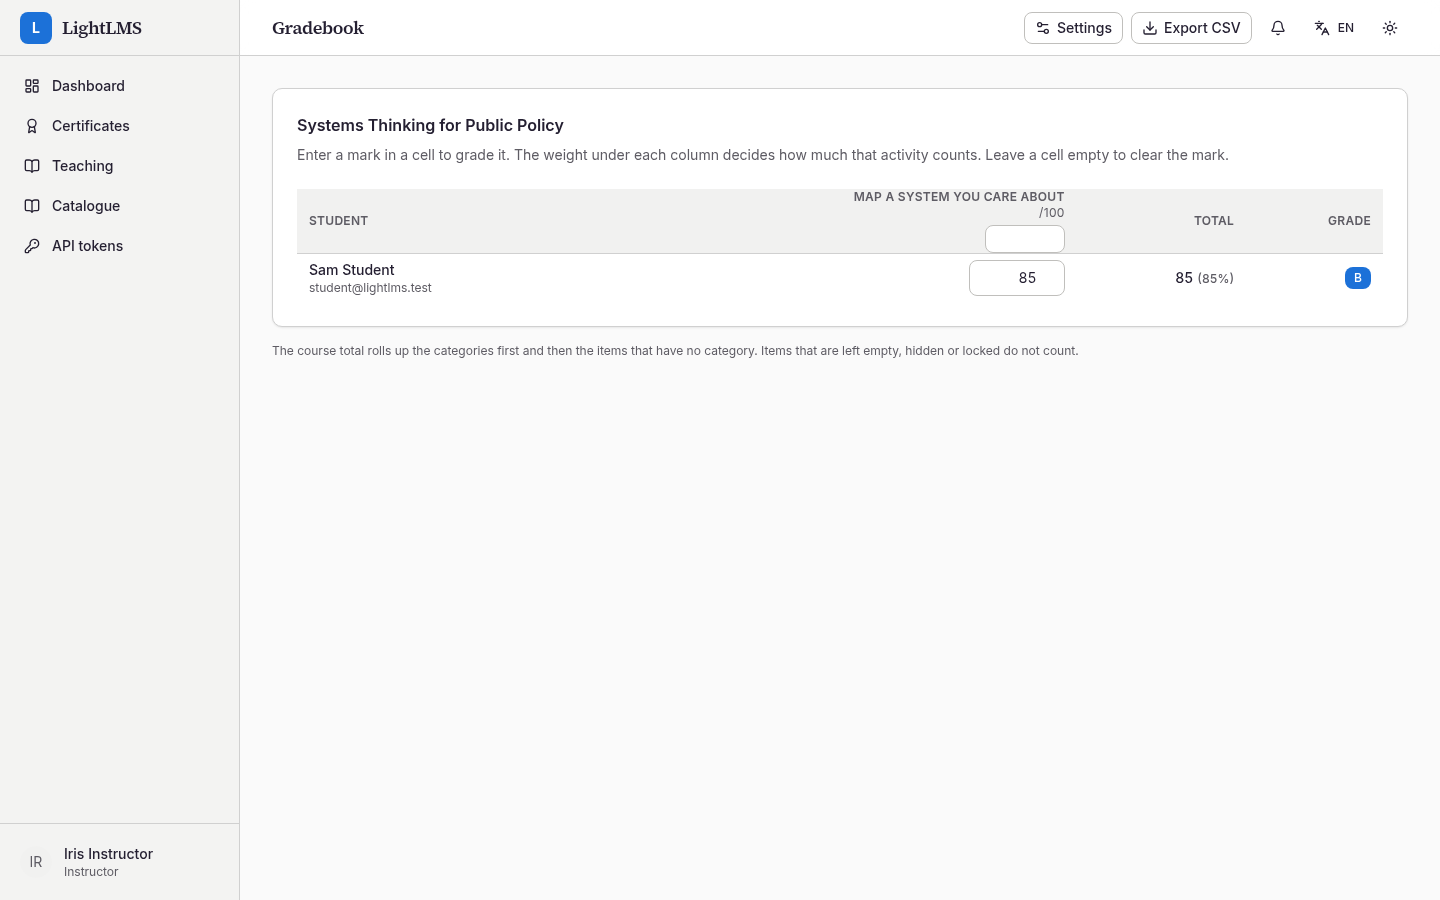 L LightLMS
Gradebook
Settings
Export CSV
EN
Dashboard
Certificates
Teaching
Catalogue
API tokens
Systems Thinking for Public Policy
Enter a mark in a cell to grade it. The weight under each column decides how much that activity counts. Leave a cell empty to clear the mark.
STUDENT
MAP A SYSTEM YOU CARE ABOUT
/100
TOTAL
GRADE
Sam Student
student@lightlms.test
85
85 (85%)
B
The course total rolls up the categories first and then the items that have no category. Items that are left empty, hidden or locked do not count.
IR
Iris Instructor
Instructor